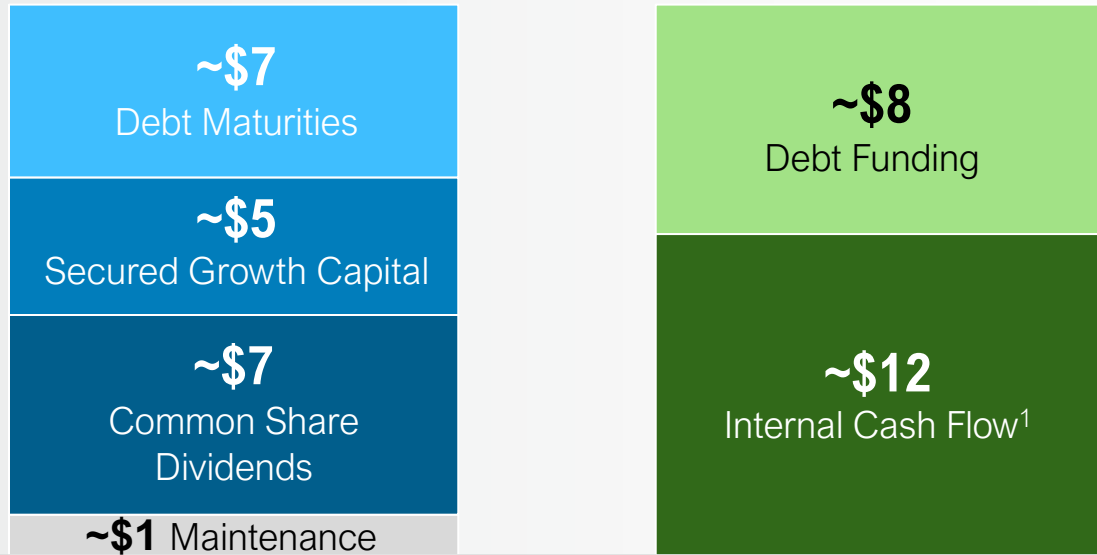 ~$7
Debt Maturities
~$5
Secured Growth Capital
~$7
Common Share
Dividends
~$1 Maintenance
~$8
Debt Funding
~$12
Internal Cash Flow¹